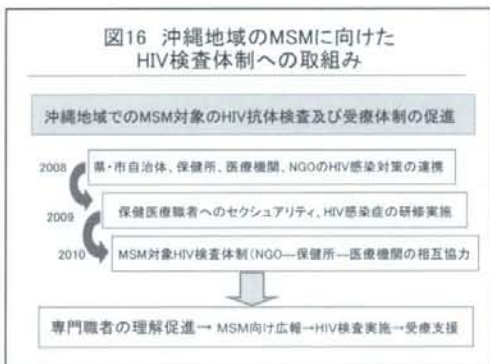 図16 沖縄地域のMSMに向けた
HIV検査体制への取組み
沖縄地域でのMSM対象のHIV抗体検査及び受療体制の促進
2008 県・市自治体、保健所、医療機関、NGOのHIV感染対策の連携
2009 保健医療職者へのセクシュアリティ、HIV感染症の研修実施
2010 MSM対象HIV検査体制(NGO―保健所―医療機関の相互協力
専門職者の理解促進→ MSM向け広報→HIV検査実施→受療支援